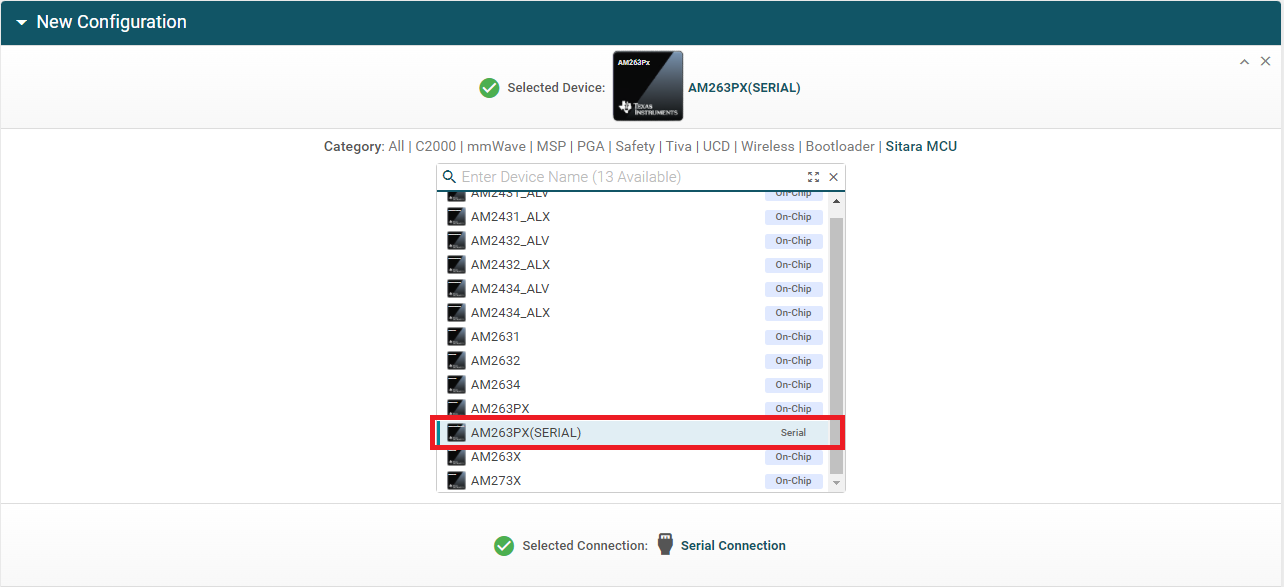 New Configuration
Selected Device: AM263Px TEXAS INSTRUMENTS AM263PX(SERIAL)
Category: All | C2000 | mmWave | MSP | PGA | Safety | Tiva | UCD | Wireless | Bootloader | Sitara MCU
Enter Device Name (13 Available)
AM2431_ALV On-Chip
AM2431_ALX On-Chip
AM2432_ALV On-Chip
AM2432_ALX On-Chip
AM2434_ALV On-Chip
AM2434_ALX On-Chip
AM2631 On-Chip
AM2632 On-Chip
AM2634 On-Chip
AM263PX On-Chip
AM263PX(SERIAL) Serial
AM263X On-Chip
AM273X On-Chip
Selected Connection: Serial Connection